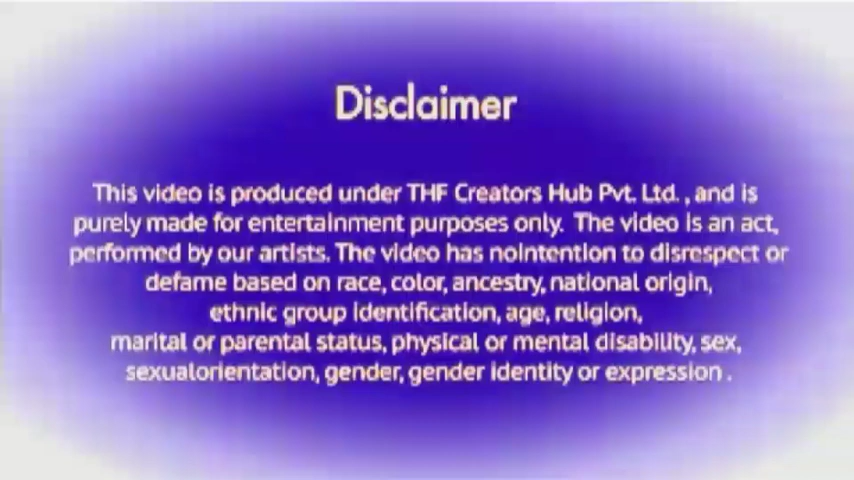 Disclaimer
This video is produced under THF Creators Hub Pvt. Ltd. , and is
purely made for entertainment purposes only. The video is an act,
performed by our artists. The video has nointention to disrespect or
defame based on race, color, ancestry, national origin,
ethnic group identification, age, religion,
marital or parental status, physical or mental disability, sex,
sexualorientation, gender, gender identity or expression .